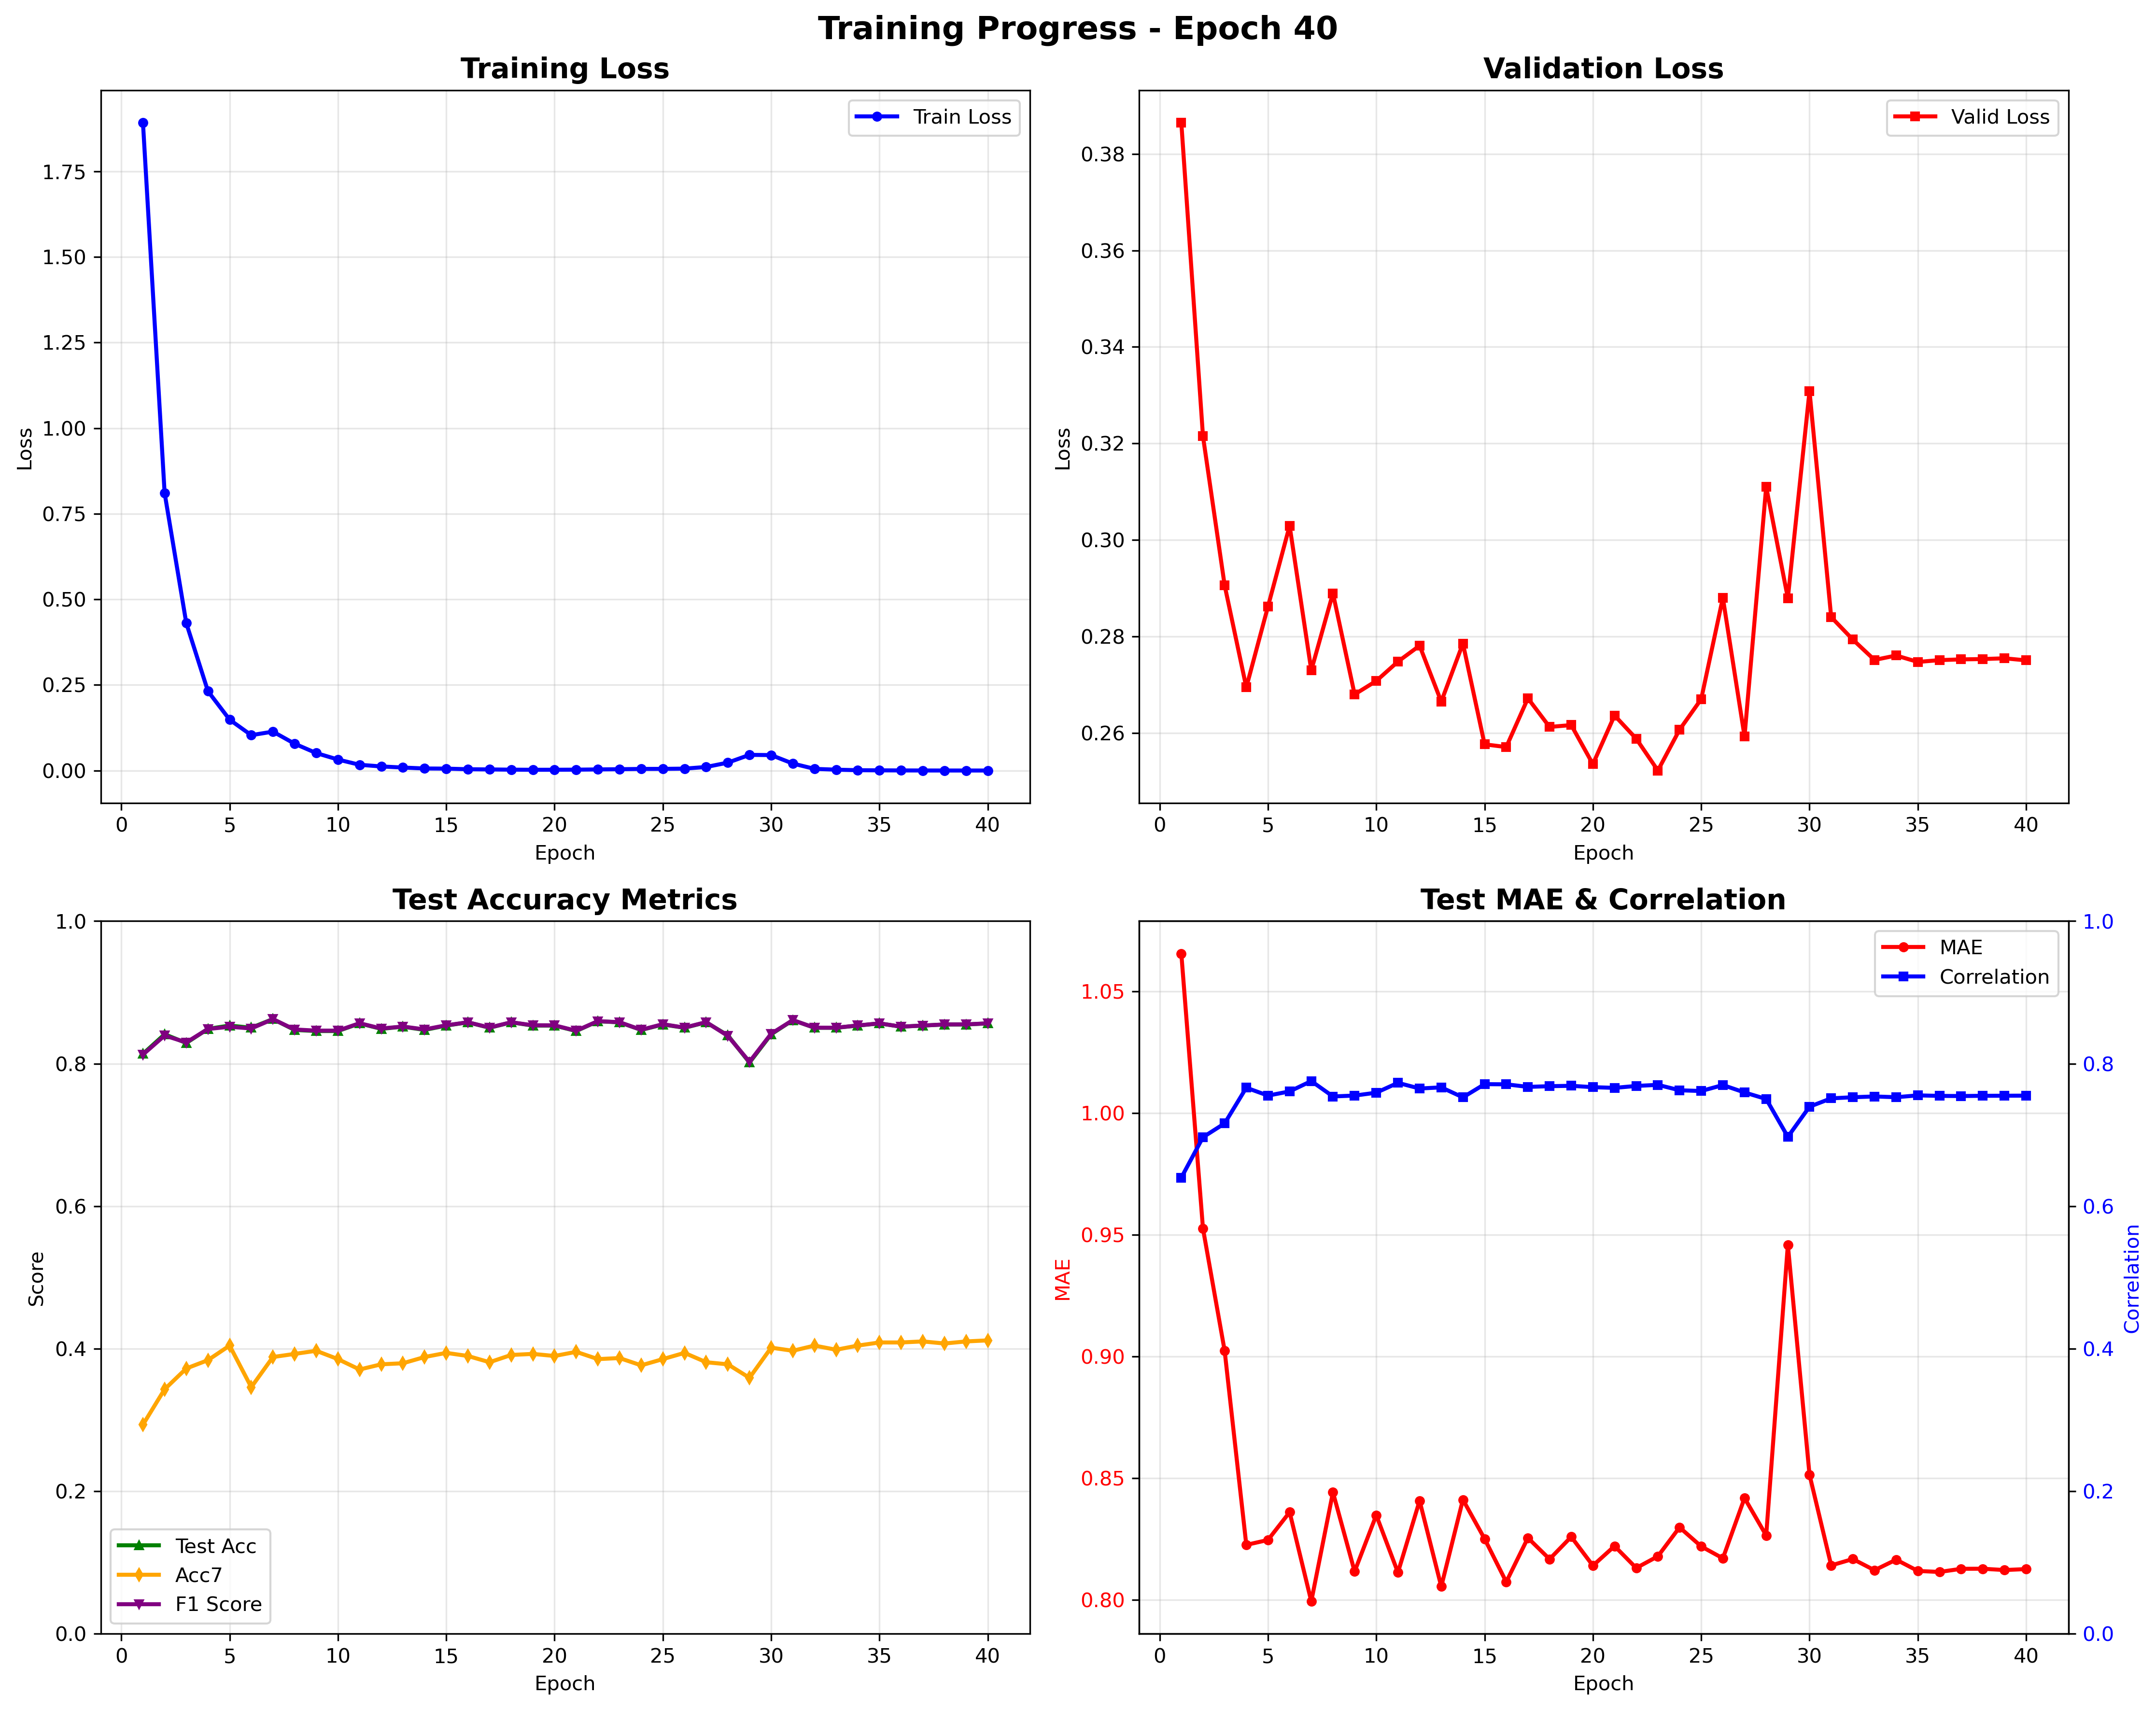 Training Progress - Epoch 40
Training Loss
Train Loss
1.75
1.50
1.25
1.00
0.75
0.50
0.25
0.00
Loss
0 5 10 15 20 25 30 35 40
Epoch
Validation Loss
Valid Loss
0.38
0.36
0.34
0.32
0.30
0.28
0.26
Loss
0 5 10 15 20 25 30 35 40
Epoch
Test Accuracy Metrics
1.0
0.8
0.6
0.4
0.2
0.0
Score
Test Acc
Acc7
F1 Score
0 5 10 15 20 25 30 35 40
Epoch
Test MAE & Correlation
MAE
Correlation
1.05
1.00
0.95
0.90
0.85
0.80
MAE
1.0
0.8
0.6
0.4
0.2
0.0
Correlation
0 5 10 15 20 25 30 35 40
Epoch